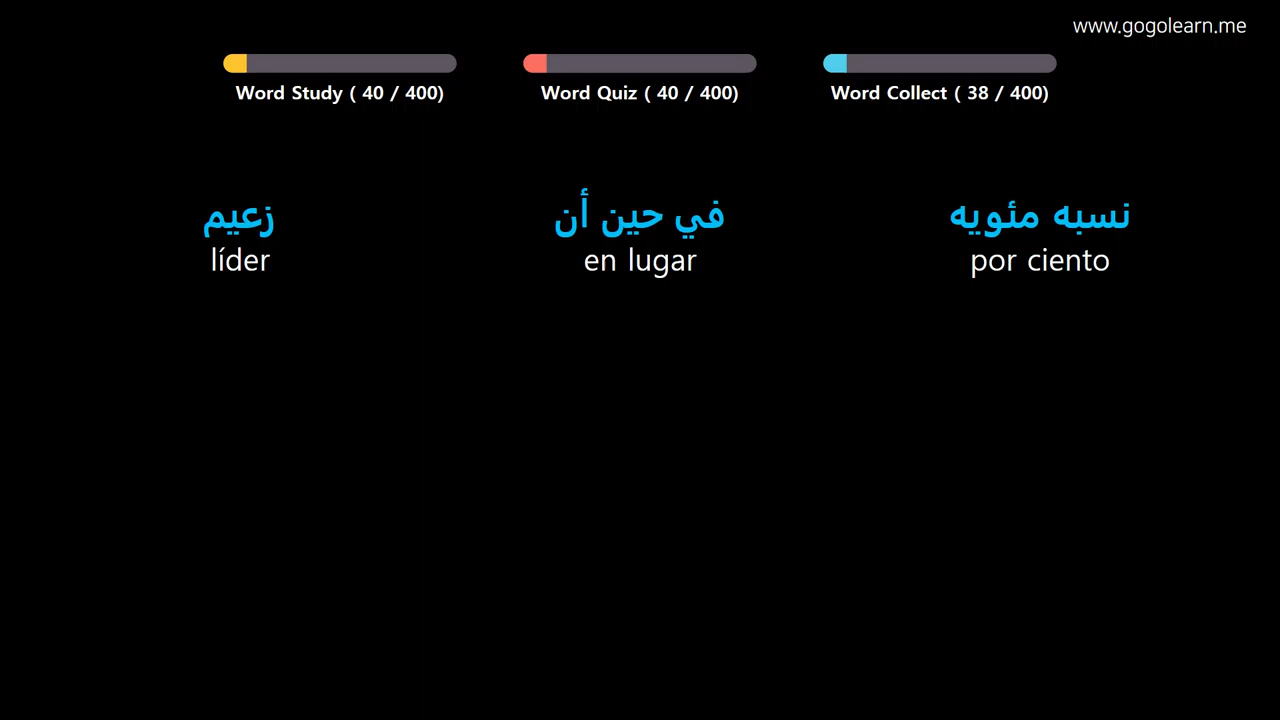 www.gogolearn.me
Word Study ( 40 / 400)
Word Quiz ( 40 / 400)
Word Collect ( 38 / 400)
زعيم
líder
في حين أن
en lugar
نسبه مئويه
por ciento